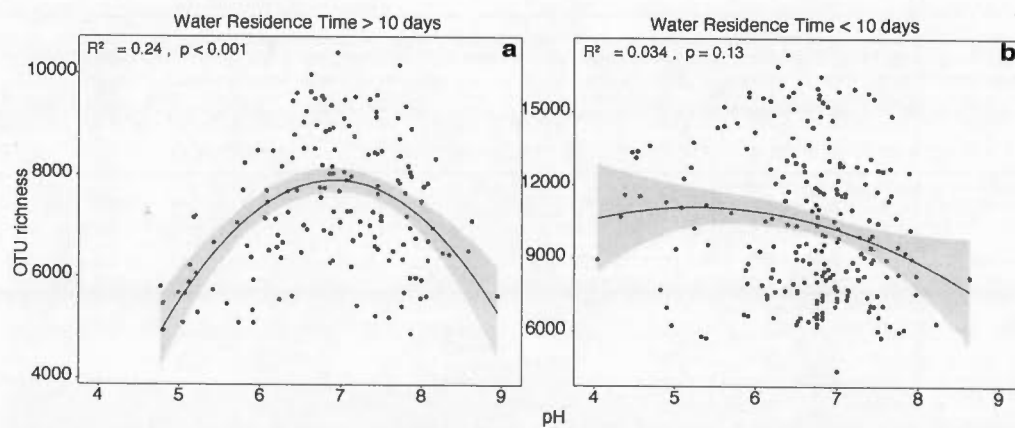 Water Residence Time > 10 days
Water Residence Time < 10 days
R² = 0.24 , p < 0.001
a
R² = 0.034 , p = 0.13
b
10000
8000
6000
4000
OTU richness
15000
12000
9000
6000
4 5 6 7 8 9
4 5 6 7 8 9
pH